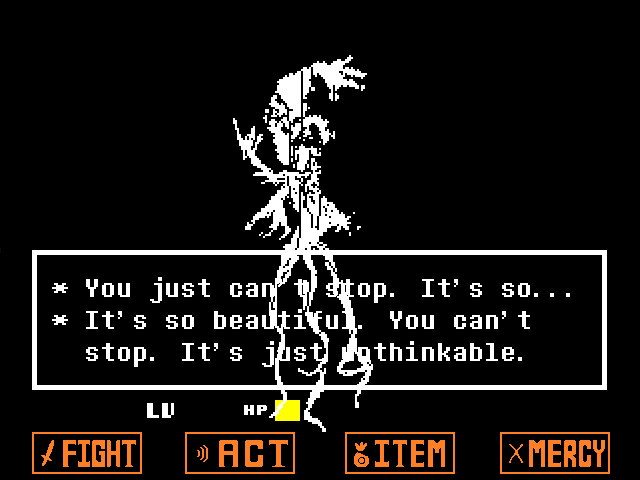 * You just can't stop. It's so...
* It's so beautiful. You can't
stop. It's just unthinkable.
LV HP
FIGHT ACT ITEM MERCY